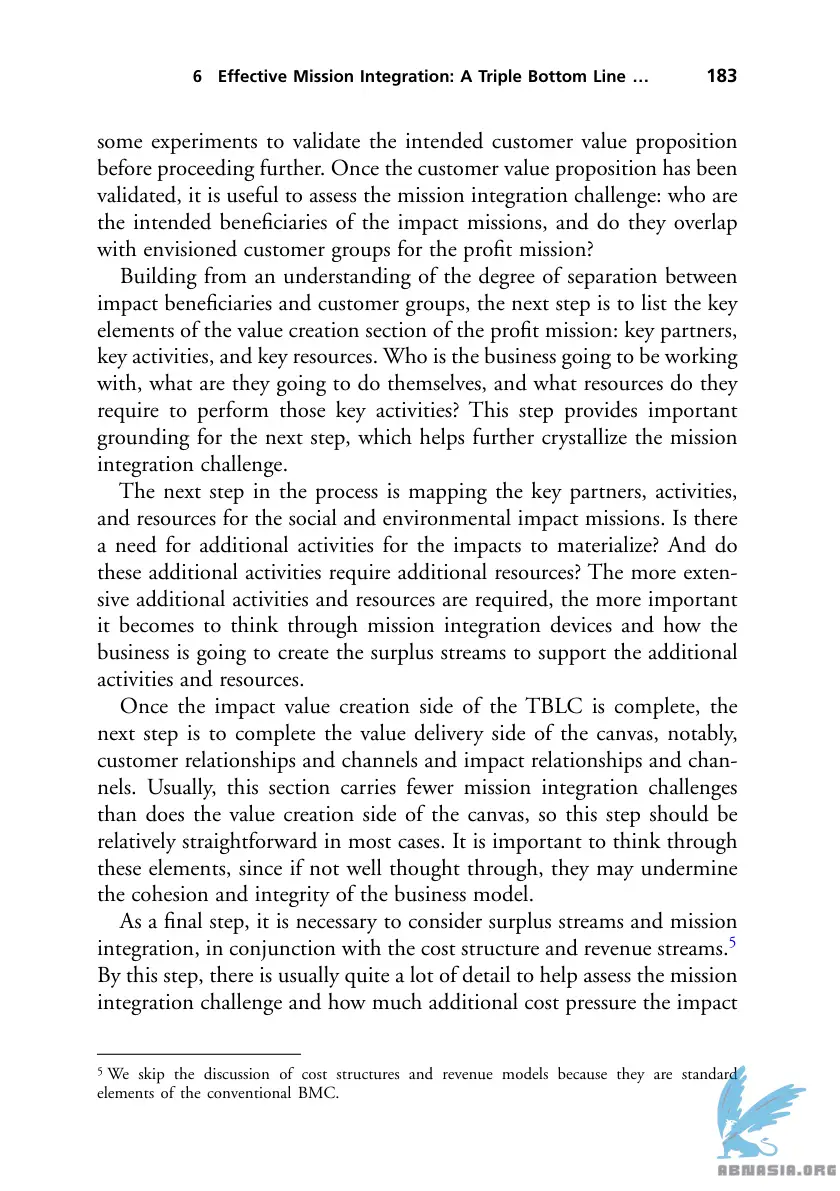 6 Effective Mission Integration: A Triple Bottom Line … 183
some experiments to validate the intended customer value proposition
before proceeding further. Once the customer value proposition has been
validated, it is useful to assess the mission integration challenge: who are
the intended beneficiaries of the impact missions, and do they overlap
with envisioned customer groups for the profit mission?
Building from an understanding of the degree of separation between
impact beneficiaries and customer groups, the next step is to list the key
elements of the value creation section of the profit mission: key partners,
key activities, and key resources. Who is the business going to be working
with, what are they going to do themselves, and what resources do they
require to perform those key activities? This step provides important
grounding for the next step, which helps further crystallize the mission
integration challenge.
The next step in the process is mapping the key partners, activities,
and resources for the social and environmental impact missions. Is there
a need for additional activities for the impacts to materialize? And do
these additional activities require additional resources? The more exten-
sive additional activities and resources are required, the more important
it becomes to think through mission integration devices and how the
business is going to create the surplus streams to support the additional
activities and resources.
Once the impact value creation side of the TBLC is complete, the
next step is to complete the value delivery side of the canvas, notably,
customer relationships and channels and impact relationships and chan-
nels. Usually, this section carries fewer mission integration challenges
than does the value creation side of the canvas, so this step should be
relatively straightforward in most cases. It is important to think through
these elements, since if not well thought through, they may undermine
the cohesion and integrity of the business model.
As a final step, it is necessary to consider surplus streams and mission
integration, in conjunction with the cost structure and revenue streams.5
By this step, there is usually quite a lot of detail to help assess the mission
integration challenge and how much additional cost pressure the impact
5 We skip the discussion of cost structures and revenue models because they are standard
elements of the conventional BMC.
ABNASIA.ORG